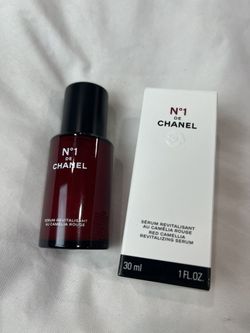 N°1
DE
CHANEL
SÉRUM REVITALISANT
AU CAMÉLIA ROUGE
N°1
DE
CHANEL
SÉRUM REVITALISANT
AU CAMÉLIA ROUGE
RED CAMELLIA
REVITALIZING SERUM
30 ml
1 FL.OZ.